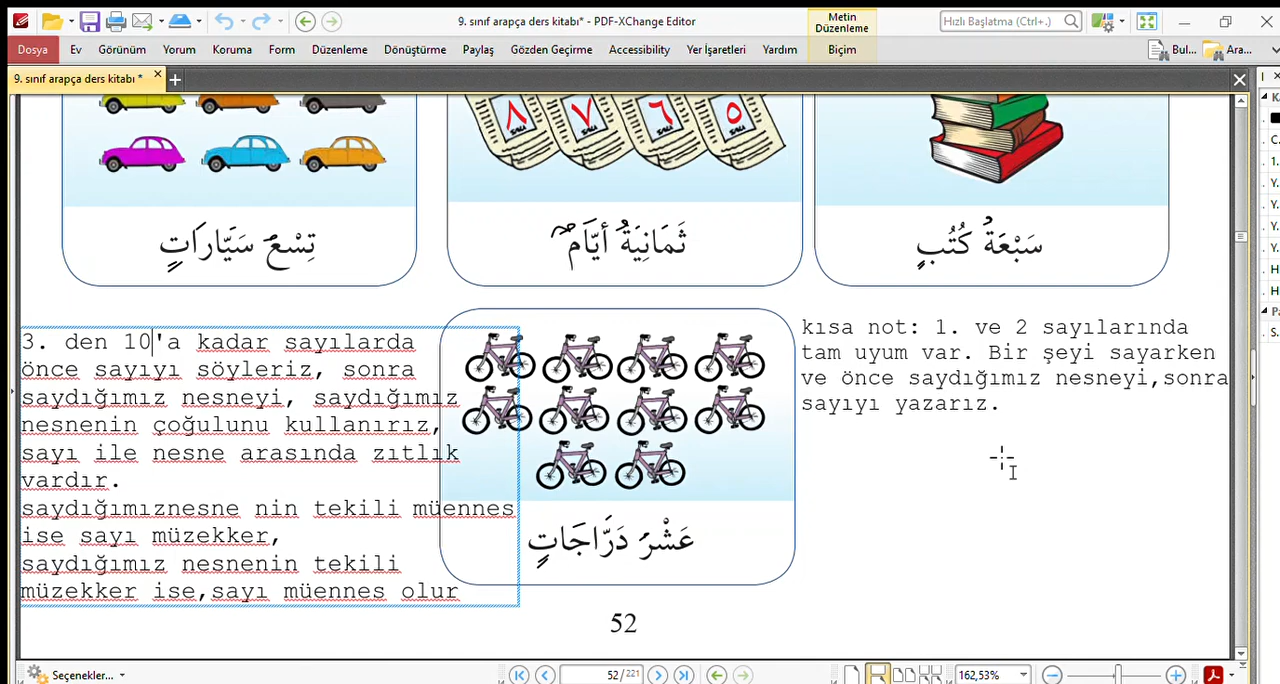 9. sınıf arapça ders kitabı* - PDF-XChange Editor
Metin Düzenleme
Hızlı Başlatma (Ctrl+.)
Dosya Ev Görünüm Yorum Koruma Form Düzenleme Dönüştürme Paylaş Gözden Geçirme Accessibility Yer İşaretleri Yardım Biçim Bul... Ara...
9. sınıf arapça ders kitabı *
٨ ٧ ٦ ٥
سَبْعَةُ كُتُبٍ
ثَمَانِيَةُ أَيَّامٍ
تِسْعُ سَيَّارَاتٍ
3. den 10'a kadar sayılarda
önce sayıyı söyleriz, sonra
saydığımız nesneyi, saydığımız
nesnenin çoğulunu kullanırız,
sayı ile nesne arasında zıtlık
vardır.
saydığımıznesne nin tekili müennes
ise sayı müzekker,
saydığımız nesnenin tekili
müzekker ise,sayı müennes olur
عَشْرُ دَرَّاجَاتٍ
kısa not: 1. ve 2 sayılarında
tam uyum var. Bir şeyi sayarken
ve önce saydığımız nesneyi,sonra
sayıyı yazarız.
52
Seçenekler...
52 / 221
162,53%